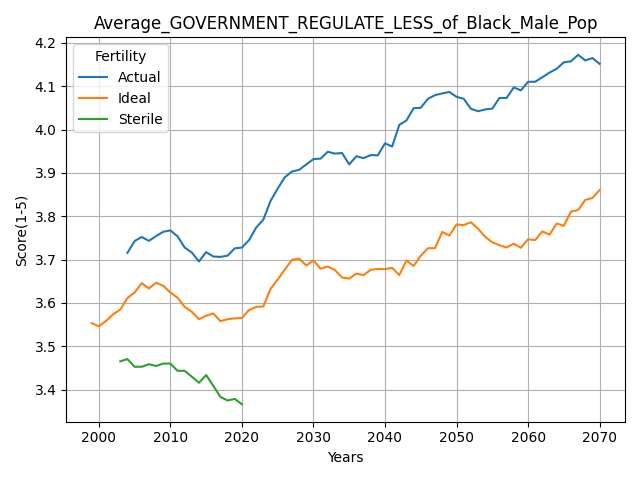 Average_GOVERNMENT_REGULATE_LESS_of_Black_Male_Pop
Fertility
Actual
Ideal
Sterile
Score(1-5)
4.2
4.1
4.0
3.9
3.8
3.7
3.6
3.5
3.4
2000 2010 2020 2030 2040 2050 2060 2070
Years